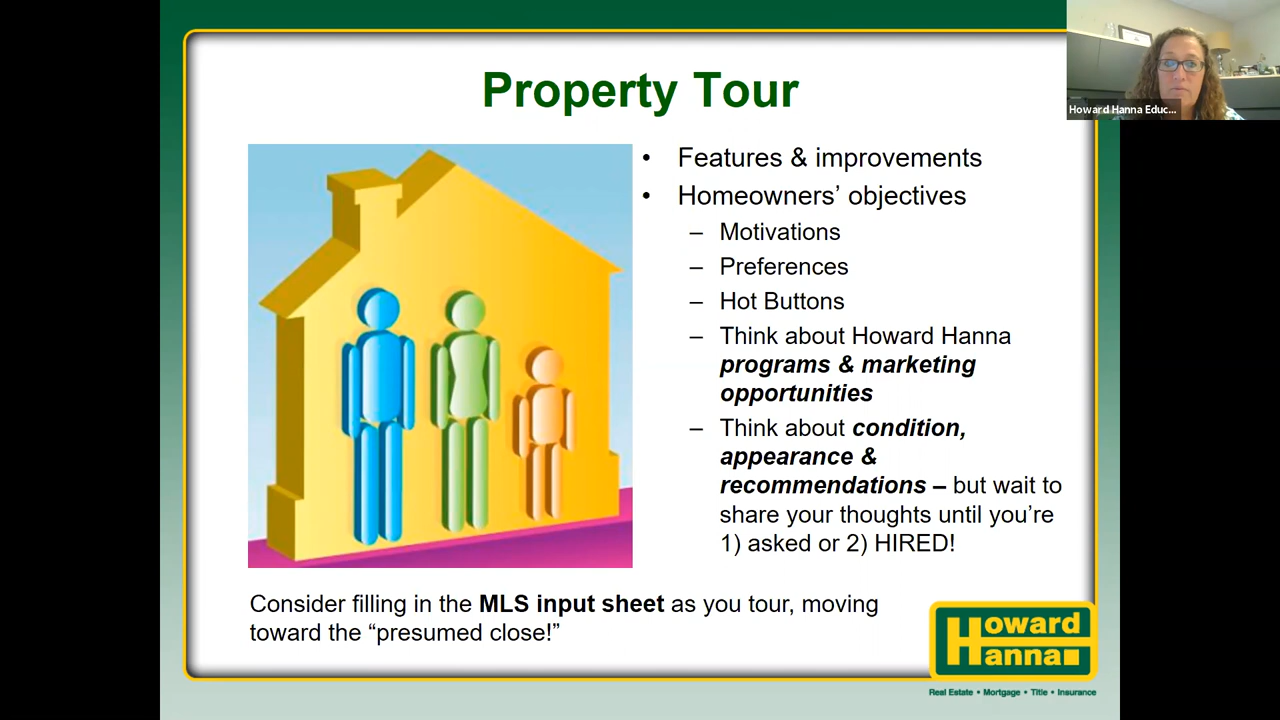 Property Tour
• Features & improvements
• Homeowners’ objectives
– Motivations
– Preferences
– Hot Buttons
– Think about Howard Hanna
programs & marketing
opportunities
– Think about condition,
appearance &
recommendations – but wait to
share your thoughts until you’re
1) asked or 2) HIRED!
Consider filling in the MLS input sheet as you tour, moving
toward the “presumed close!”
Howard
Hanna
Real Estate • Mortgage • Title • Insurance
Howard Hanna Educ...